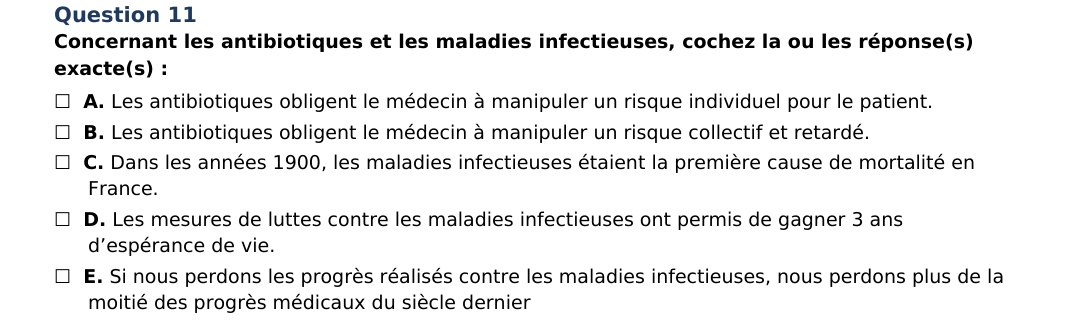 Question 11
Concernant les antibiotiques et les maladies infectieuses, cochez la ou les réponse(s)
exacte(s) :
☐ A. Les antibiotiques obligent le médecin à manipuler un risque individuel pour le patient.
☐ B. Les antibiotiques obligent le médecin à manipuler un risque collectif et retardé.
☐ C. Dans les années 1900, les maladies infectieuses étaient la première cause de mortalité en
France.
☐ D. Les mesures de luttes contre les maladies infectieuses ont permis de gagner 3 ans
d’espérance de vie.
☐ E. Si nous perdons les progrès réalisés contre les maladies infectieuses, nous perdons plus de la
moitié des progrès médicaux du siècle dernier